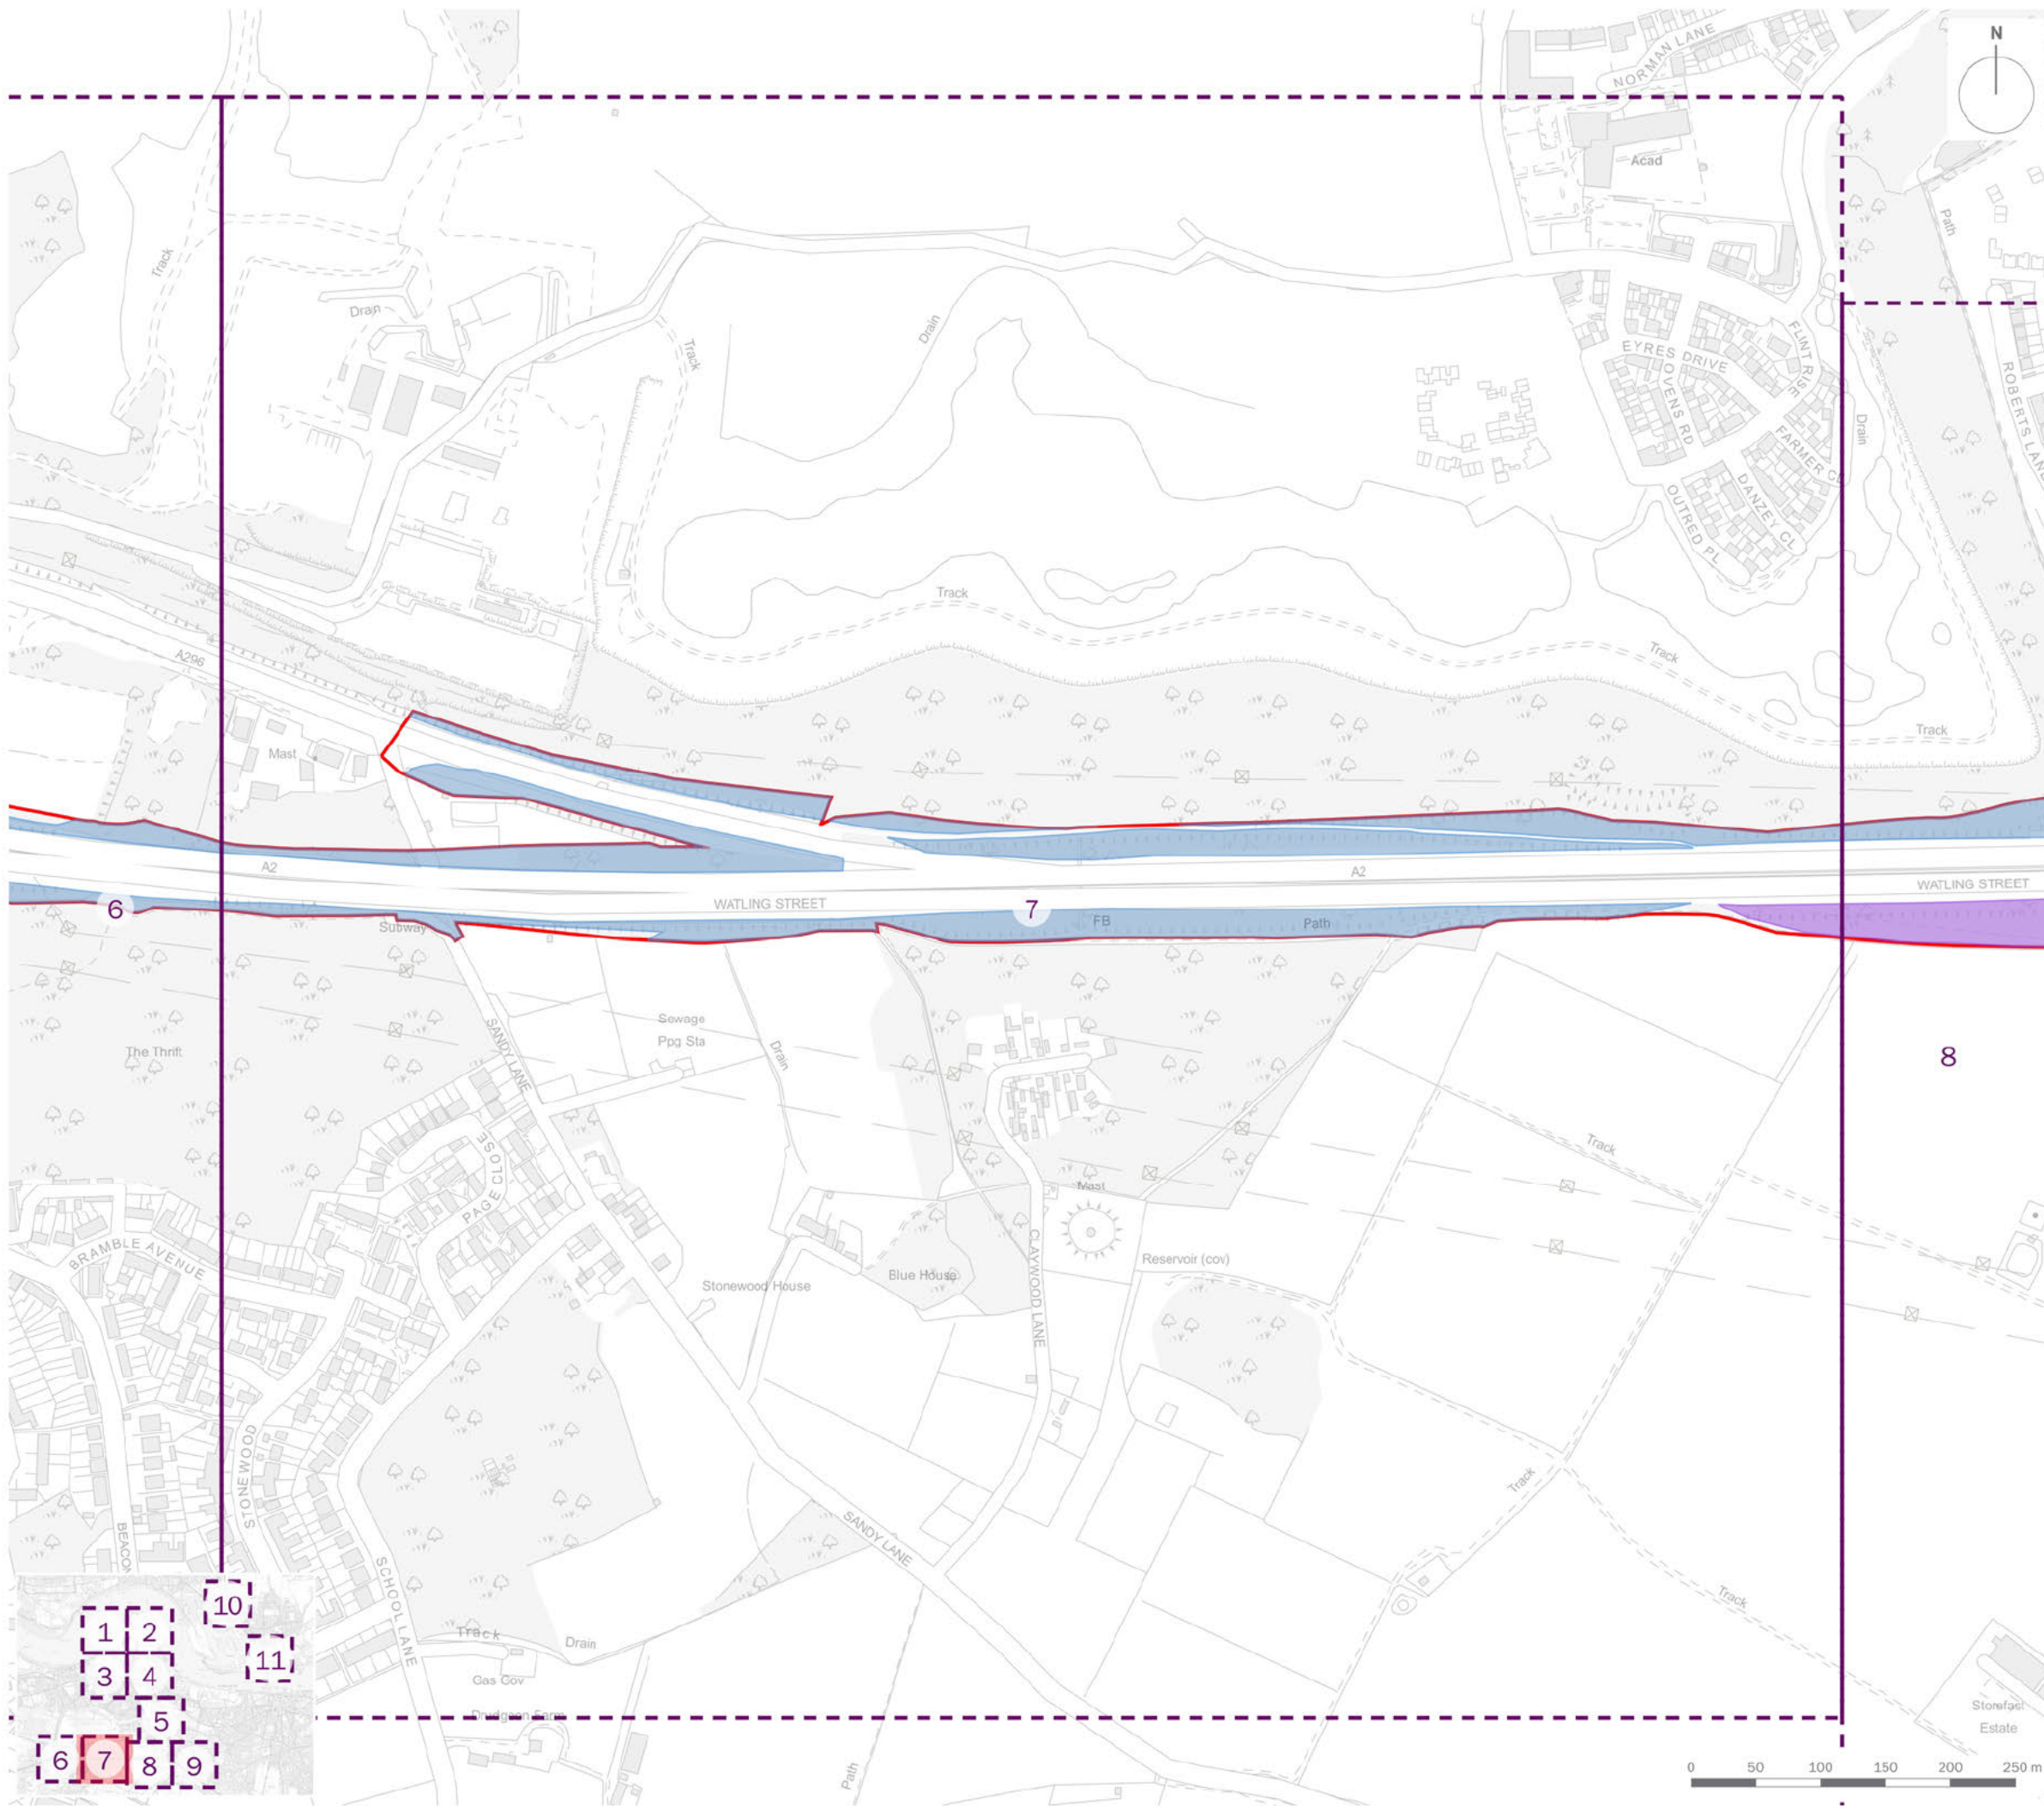 N
NORMAN LANE
Acad
Path
Track
Drain
Track
Drain
EYRES DRIVE
FLINT RISE
OVENS RD
ROBERTS LANE
Drain
FARMER CL
DANZEY CL
OUTRED PL
Track
Track
Track
A296
Mast
A2
A2
WATLING STREET
WATLING STREET
6
7
FB
Path
Subway
8
The Thrift
SANDY LANE
Sewage
Ppg Sta
Drain
Track
PAGE CLOSE
Mast
BRAMBLE AVENUE
CLAYWOOD LANE
Reservoir (cov)
Stonewood House
Blue House
STONEWOOD
Track
BEACON
SANDY LANE
SCHOOL LANE
Track
Track
Drain
Gas Gov
Drudgeon Farm
Path
Storefast
Estate
10
1 2
11
3 4
5
6 7 8 9
0 50 100 150 200 250 m